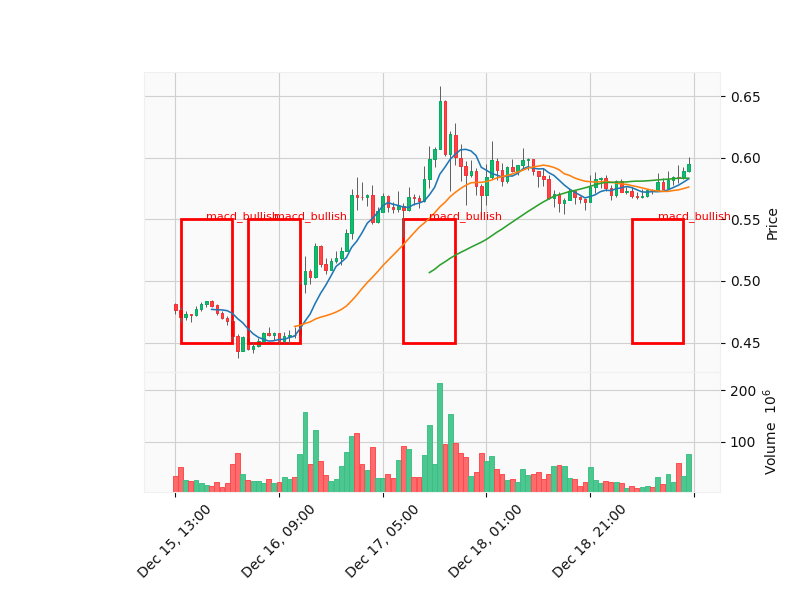 0.65
0.60
macd_bullish macd_bullish macd_bullish macd_bullish 0.55
Price
0.50
0.45
200
100
Volume 10^6
Dec 15, 13:00
Dec 16, 09:00
Dec 17, 05:00
Dec 18, 01:00
Dec 18, 21:00